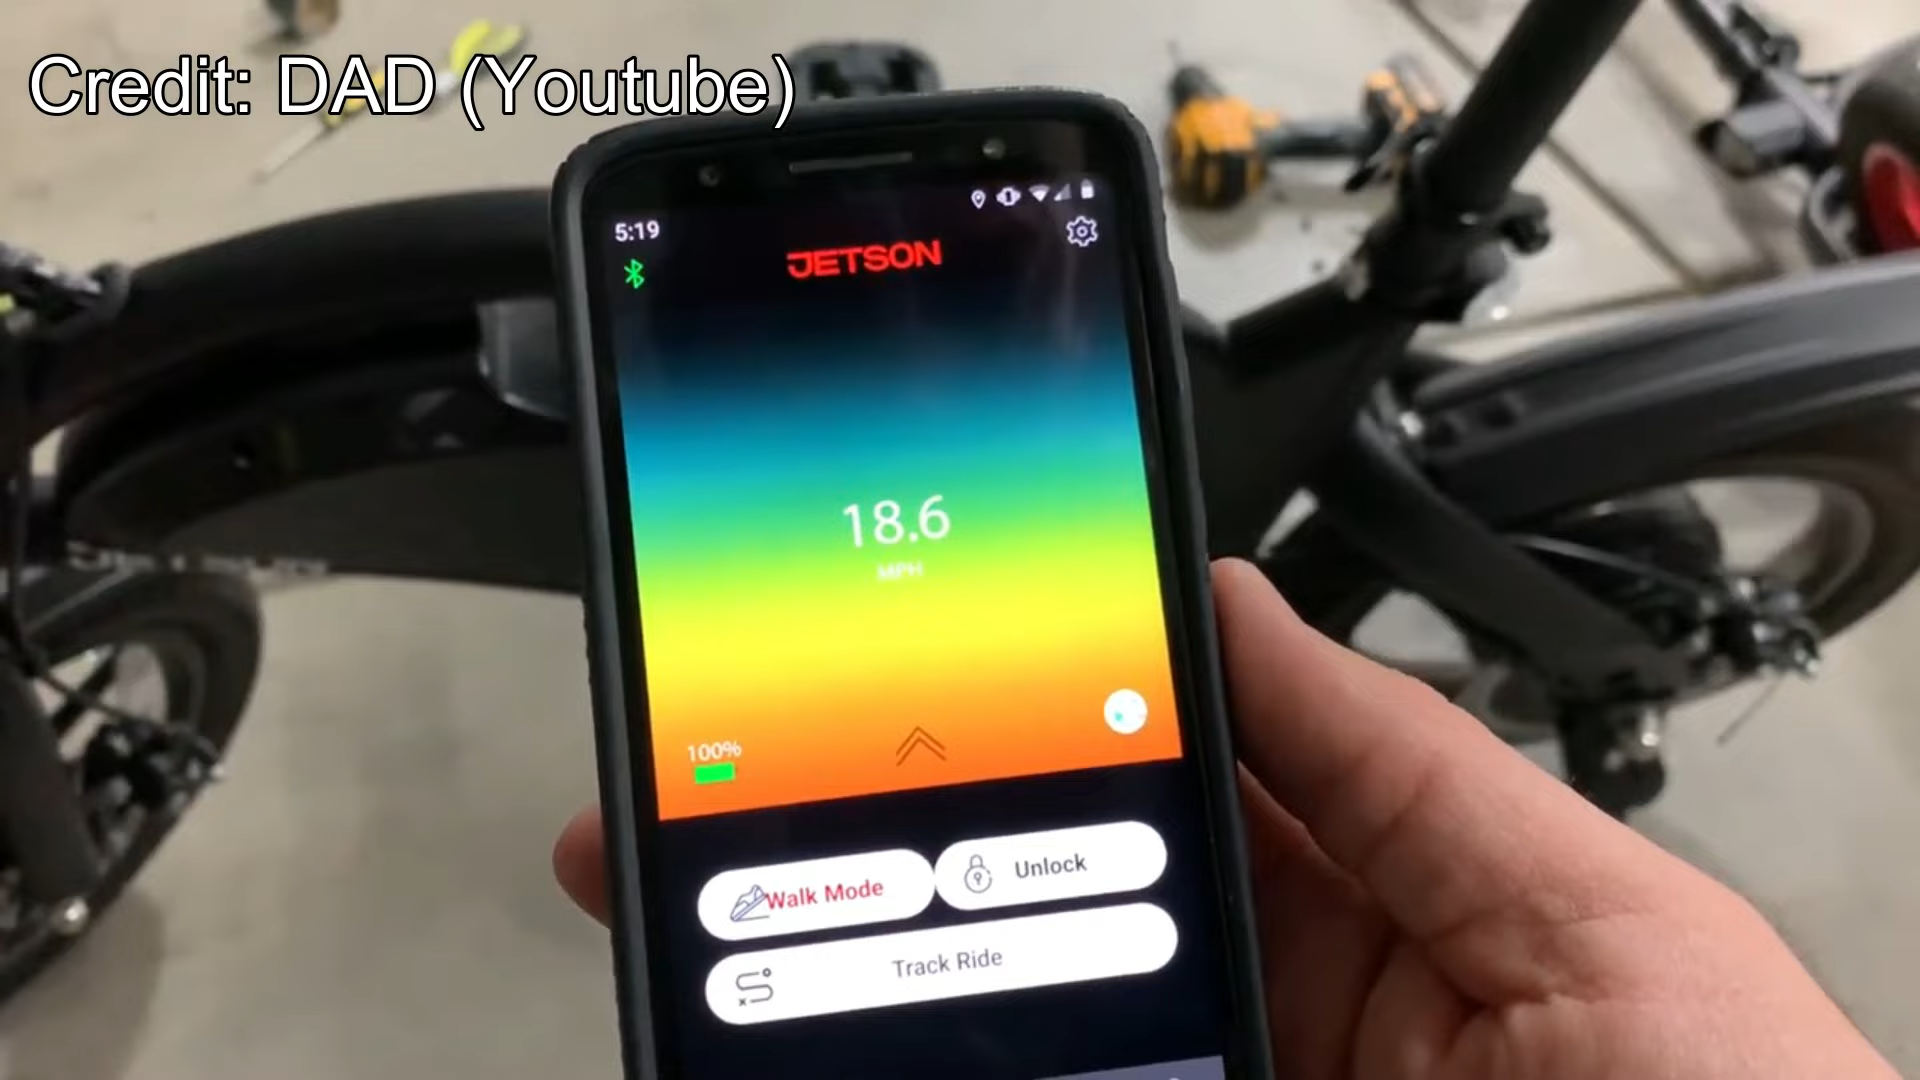 Credit: DAD (Youtube)
5:19
JETSON
18.6
MPH
100%
Walk Mode
Unlock
Track Ride